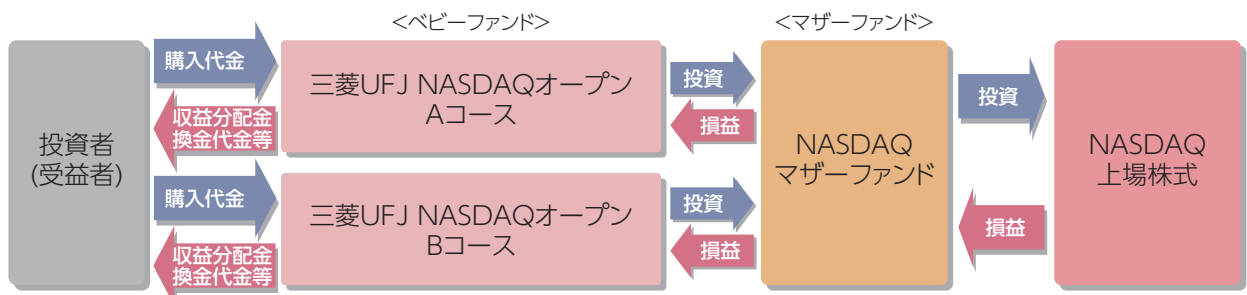 <ベビーファンド>
<マザーファンド>
投資者
(受益者)
購入代金
収益分配金
換金代金等
三菱UFJ NASDAQオープン
Aコース
投資
損益
購入代金
収益分配金
換金代金等
三菱UFJ NASDAQオープン
Bコース
投資
損益
NASDAQ
マザーファンド
投資
損益
NASDAQ
上場株式